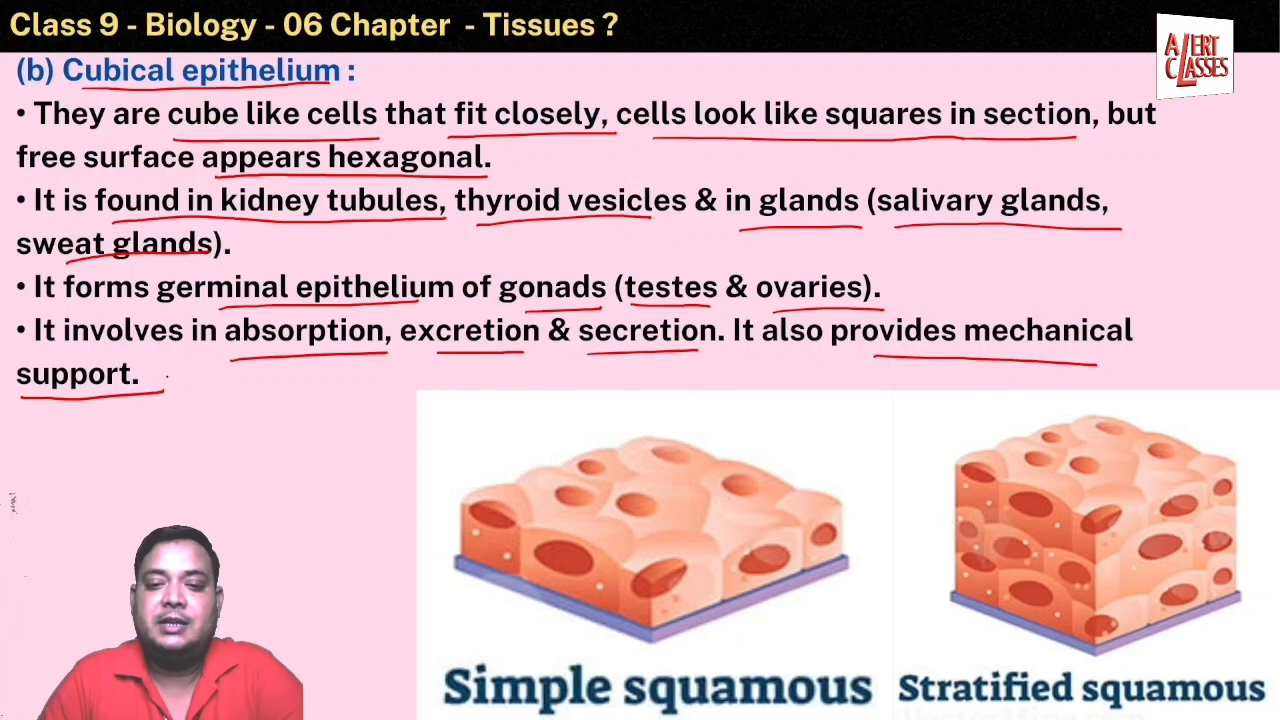 Class 9 - Biology - 06 Chapter - Tissues ?
ALERT
CLASSES
(b) Cubical epithelium :
• They are cube like cells that fit closely, cells look like squares in section, but
free surface appears hexagonal.
• It is found in kidney tubules, thyroid vesicles & in glands (salivary glands,
sweat glands).
• It forms germinal epithelium of gonads (testes & ovaries).
• It involves in absorption, excretion & secretion. It also provides mechanical
support.
Simple squamous
Stratified squamous